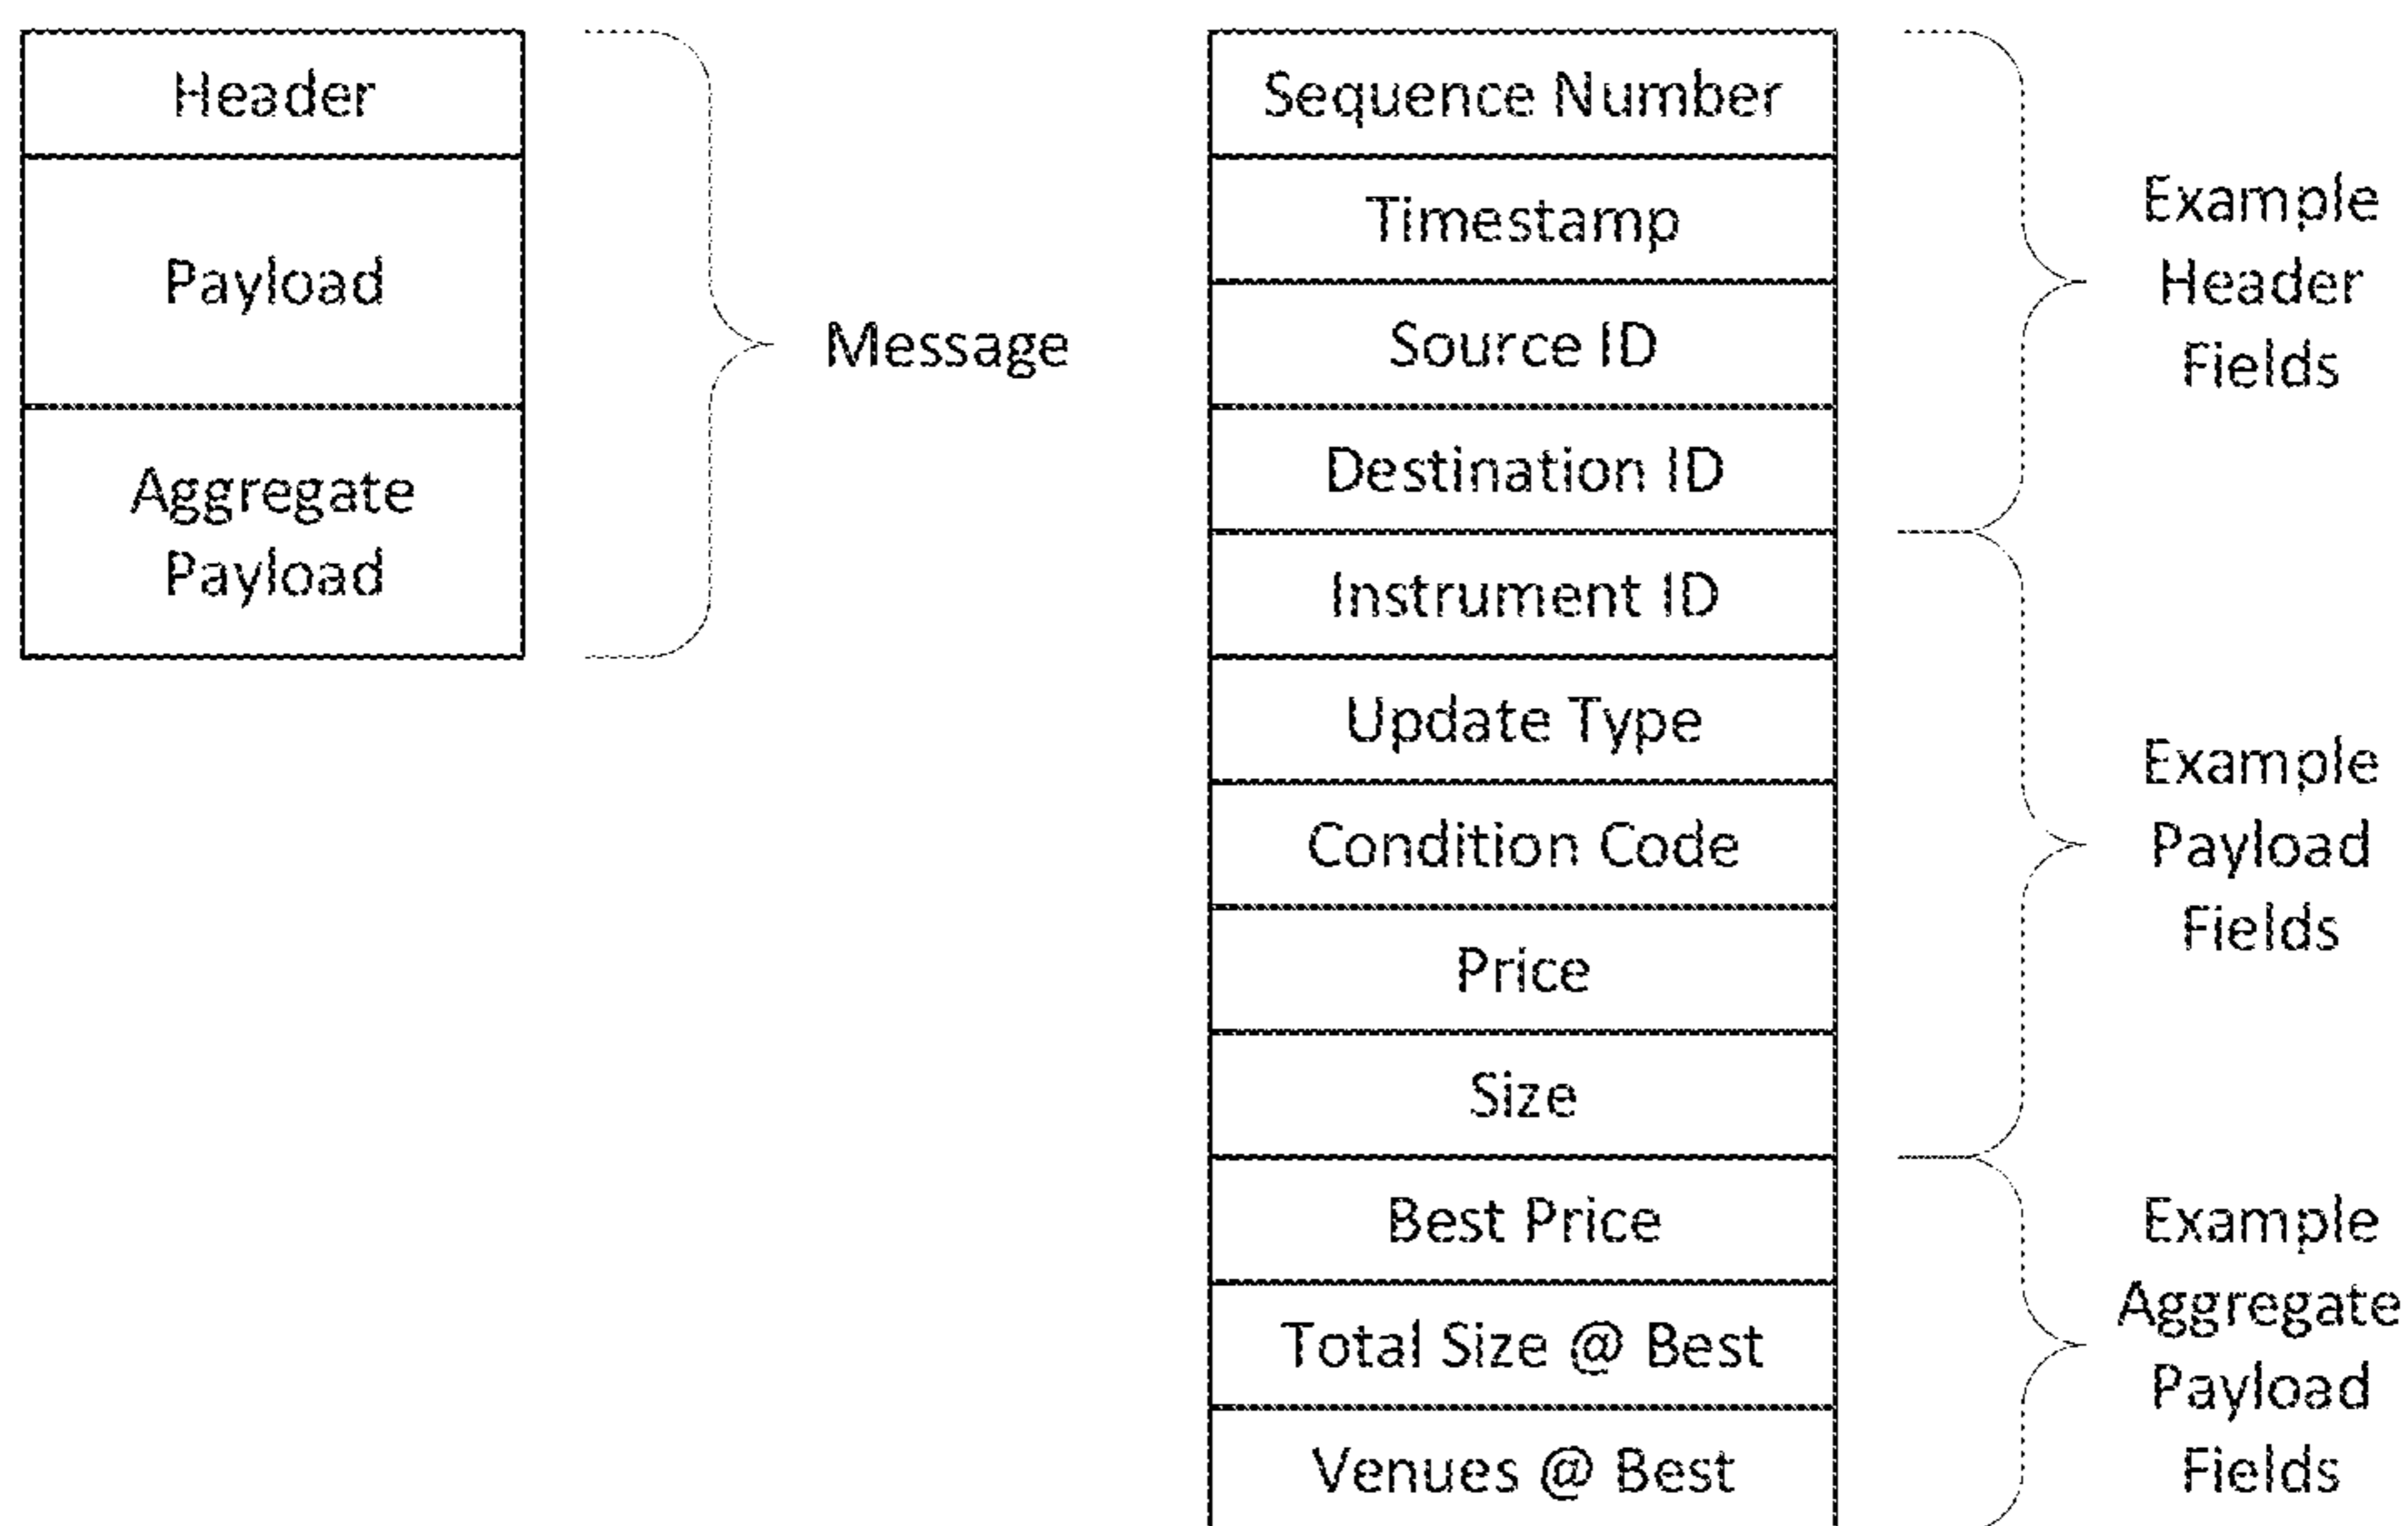 Header
Payload
Aggregate
Payload
Message
Sequence Number
Timestamp
Source ID
Destination ID
Instrument ID
Update Type
Condition Code
Price
Size
Best Price
Total Size @ Best
Venues @ Best
Example
Header
Fields
Example
Payload
Fields
Example
Aggregate
Payload
Fields